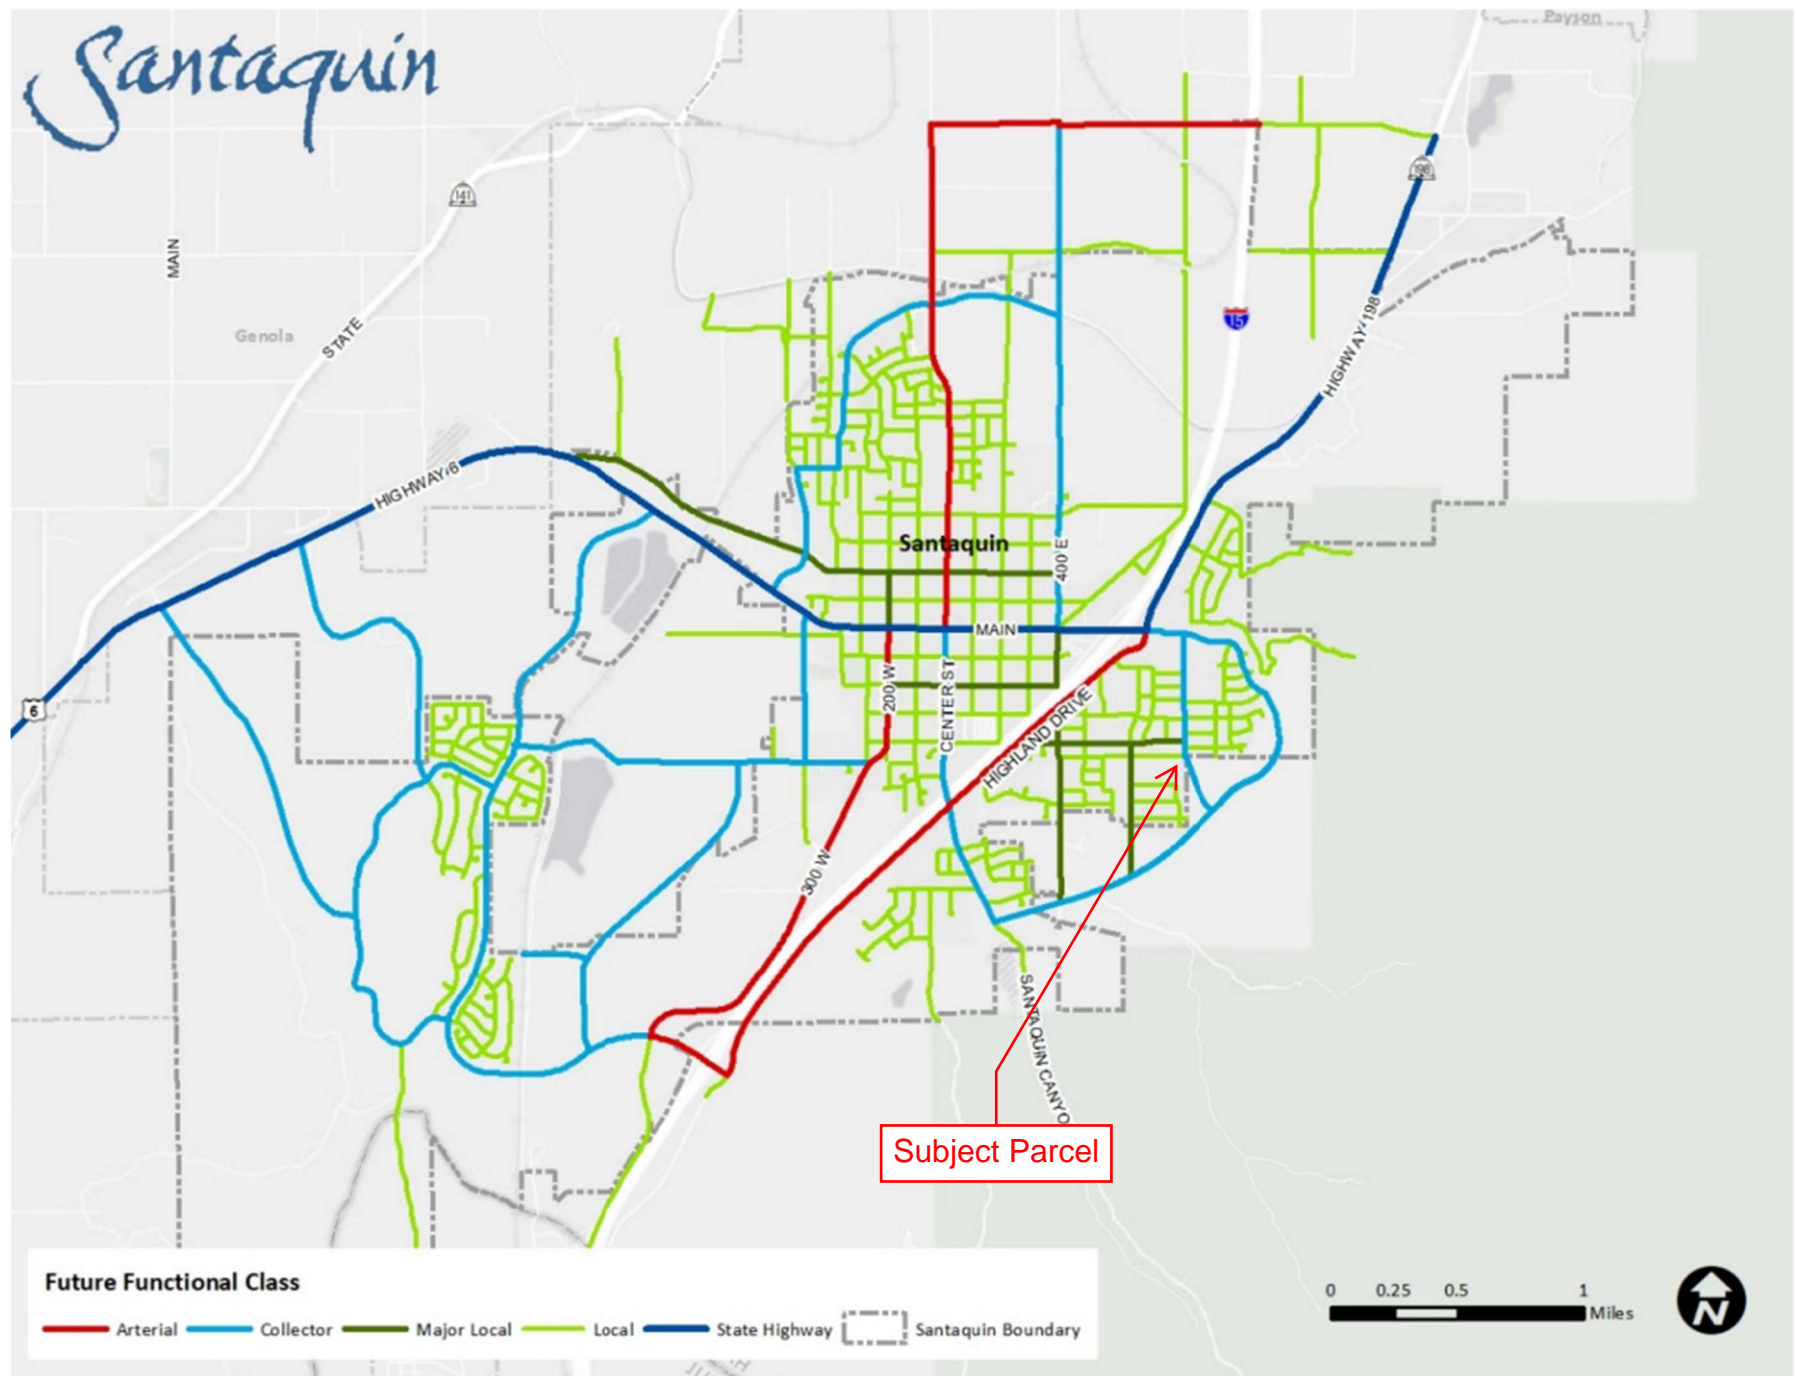 Santaquin
Payson
141
198
MAIN
Genola
STATE
15
HIGHWAY 198
HIGHWAY 6
Santaquin
400 E
MAIN
6
200 W
CENTER ST
HIGHLAND DRIVE
300 W
SANTAQUIN CANYO
Subject Parcel
Future Functional Class
Arterial Collector Major Local Local State Highway Santaquin Boundary
0 0.25 0.5 1
Miles
N